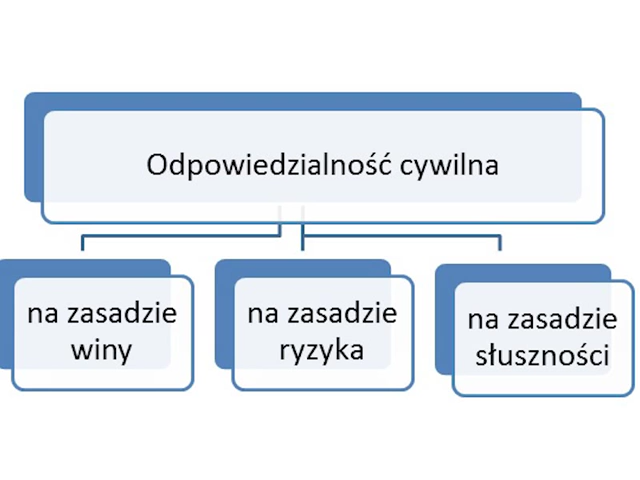 Odpowiedzialność cywilna
na zasadzie
winy
na zasadzie
ryzyka
na zasadzie
słuszności